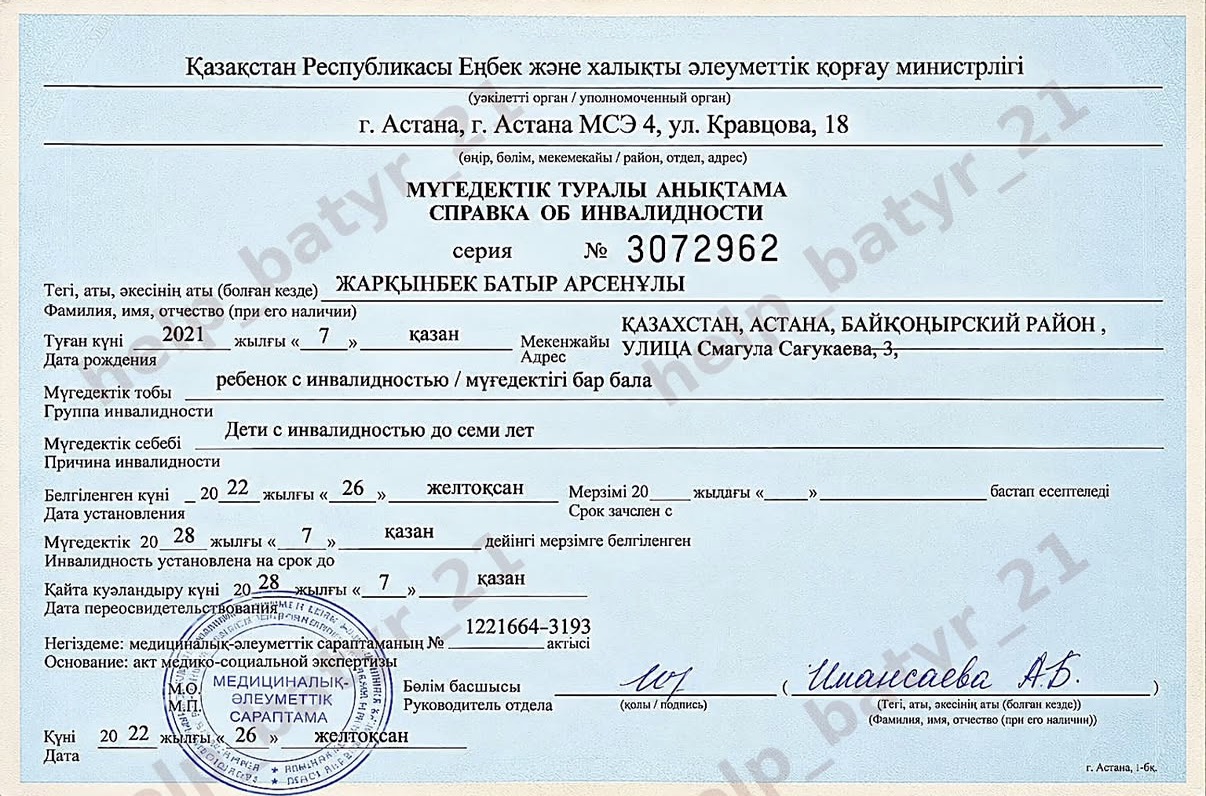 Қазақстан Республикасы Еңбек және халықты әлеуметтік қорғау министрлігі
(уәкілетті орган / уполномоченный орган)
г. Астана, г. Астана МСЭ 4, ул. Кравцова, 18
(өңір, бөлім, мекемекайы / район, отдел, адрес)
МҮГЕДЕКТІК ТУРАЛЫ АНЫҚТАМА
СПРАВКА ОБ ИНВАЛИДНОСТИ
серия № 3072962
Тегі, аты, әкесінің аты (болған кезде) ЖАРҚЫНБЕК БАТЫР АРСЕНҰЛЫ
Фамилия, имя, отчество (при его наличии)
Туған күні 2021 жылғы « 7 » қазан Мекенжайы ҚАЗАХСТАН, АСТАНА, БАЙҚОҢЫРСКИЙ РАЙОН ,
Дата рождения Адрес УЛИЦА Смагула Сағукаева, 3,
Мүгедектік тобы ребенок с инвалидностью / мүгедектігі бар бала
Группа инвалидности
Мүгедектік себебі Дети с инвалидностью до семи лет
Причина инвалидности
Белгіленген күні _ 20 22 жылғы « 26 » желтоқсан Мерзімі 20____ жылдағы «____» ____ бастап есептеледі
Дата установления Срок зачслен с
Мүгедектік 20 28 жылғы « 7 » қазан дейінгі мерзімге белгіленген
Инвалидность установлена на срок до
Қайта куәландыру күні 20 28 жылғы « 7 » қазан
Дата переосвидетельствования
Негіздеме: медициналық-әлеуметтік сараптаманың № 1221664-3193 актісі
Основание: акт медико-социальной экспертизы
М.О.
М.П.
МЕДИЦИНАЛЫҚ-
ӘЛЕУМЕТТІК
САРАПТАМА
Бөлім басшысы ( Имансаева А.Б. )
Руководитель отдела (қолы / подпись) (Тегі, аты, әкесінің аты (болған кезде))
(Фамилия, имя, отчество (при его наличии))
Күні 20 22 жылғы « 26 » желтоқсан
Дата
г. Астана, 1-бқ.
help_batyr_21
help_batyr_21
help_batyr_21
help_batyr_21